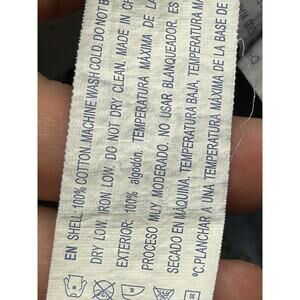 EN SHELL: 100% COTTON. MACHINE WASH COLD. DO NOT B
DRY LOW. IRON LOW. DO NOT DRY CLEAN. MADE IN CH
EXTERIOR: 100% algodón. TEMPERATURA MÁXIMA DE LA
PROCESO MUY MODERADO. NO USAR BLANQUEADOR. ES
SECADO EN MÁQUINA, TEMPERATURA BAJA, TEMPERATURA M
ºC.PLANCHAR A UNA TEMPERATURA MÁXIMA DE LA BASE DE